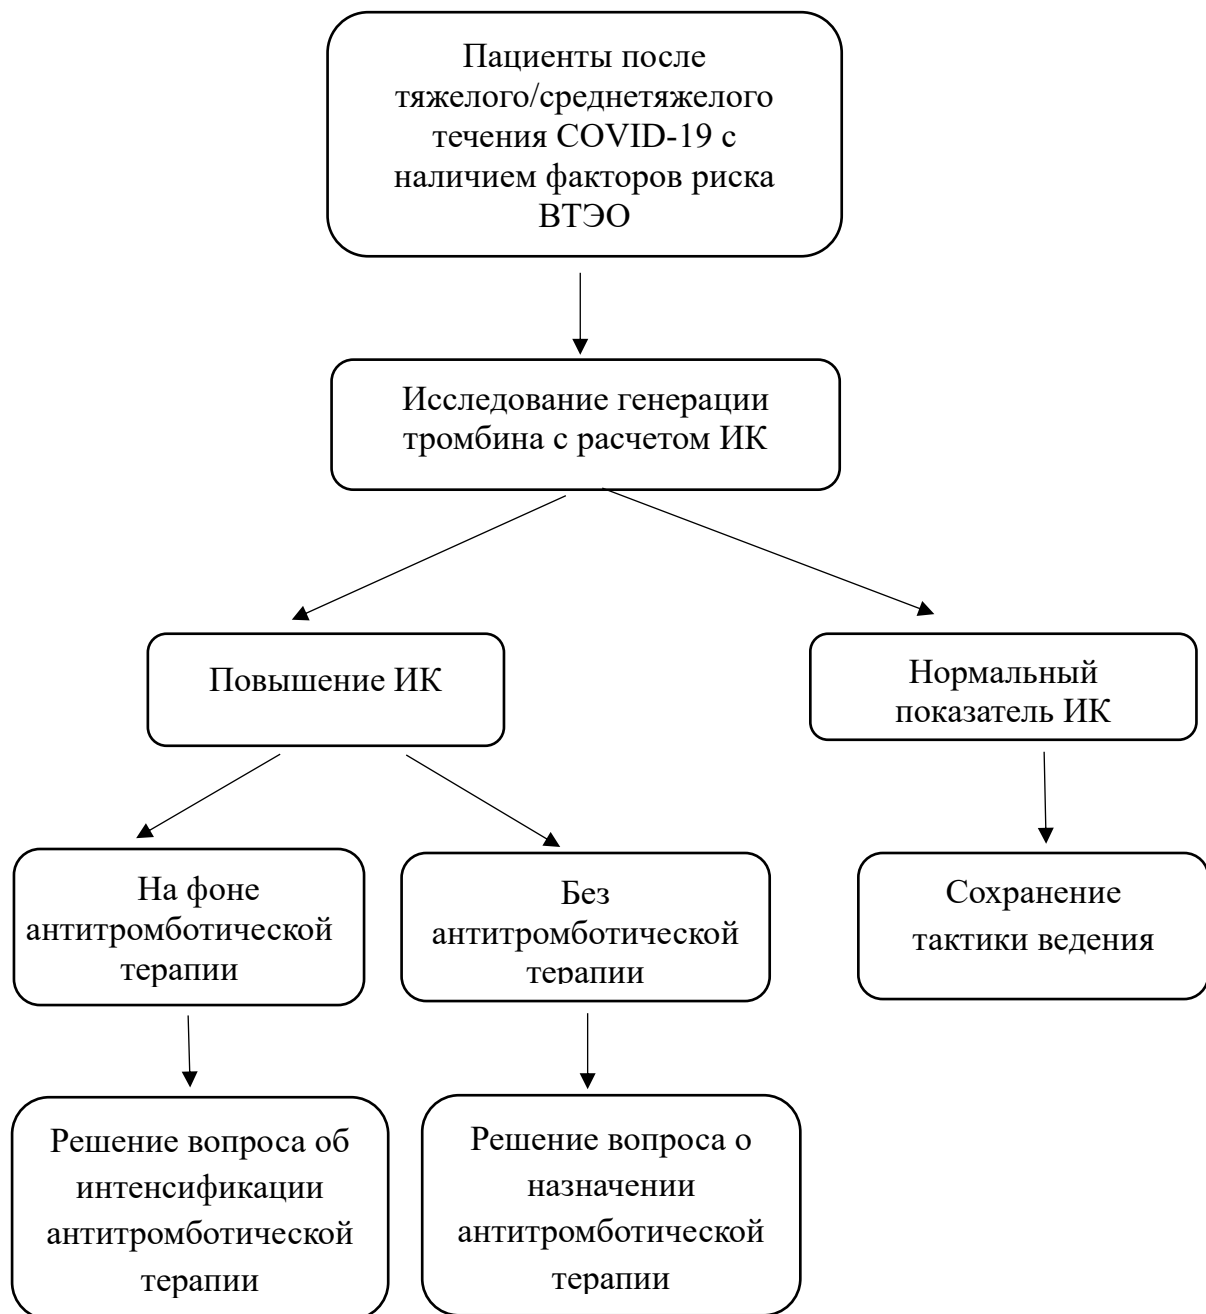 Пациенты после
тяжелого/среднетяжелого
течения COVID-19 с
наличием факторов риска
ВТЭО
Исследование генерации
тромбина с расчетом ИК
Повышение ИК
Нормальный
показатель ИК
На фоне
антитромботической
терапии
Без
антитромботической
терапии
Сохранение
тактики ведения
Решение вопроса об
интенсификации
антитромботической
терапии
Решение вопроса о
назначении
антитромботической
терапии